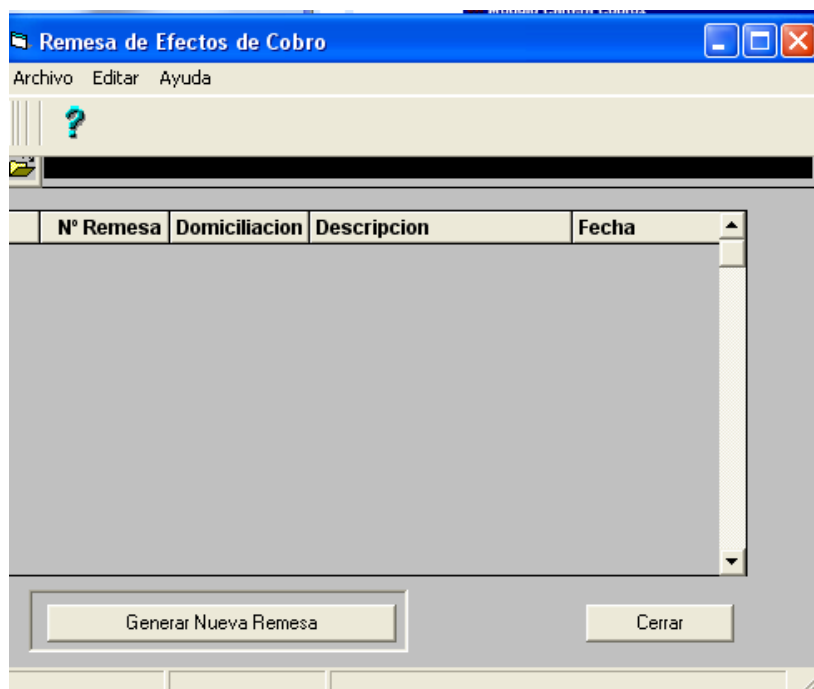 Remesa de Efectos de Cobro
Archivo Editar Ayuda
Nº Remesa Domiciliacion Descripcion Fecha
Generar Nueva Remesa Cerrar